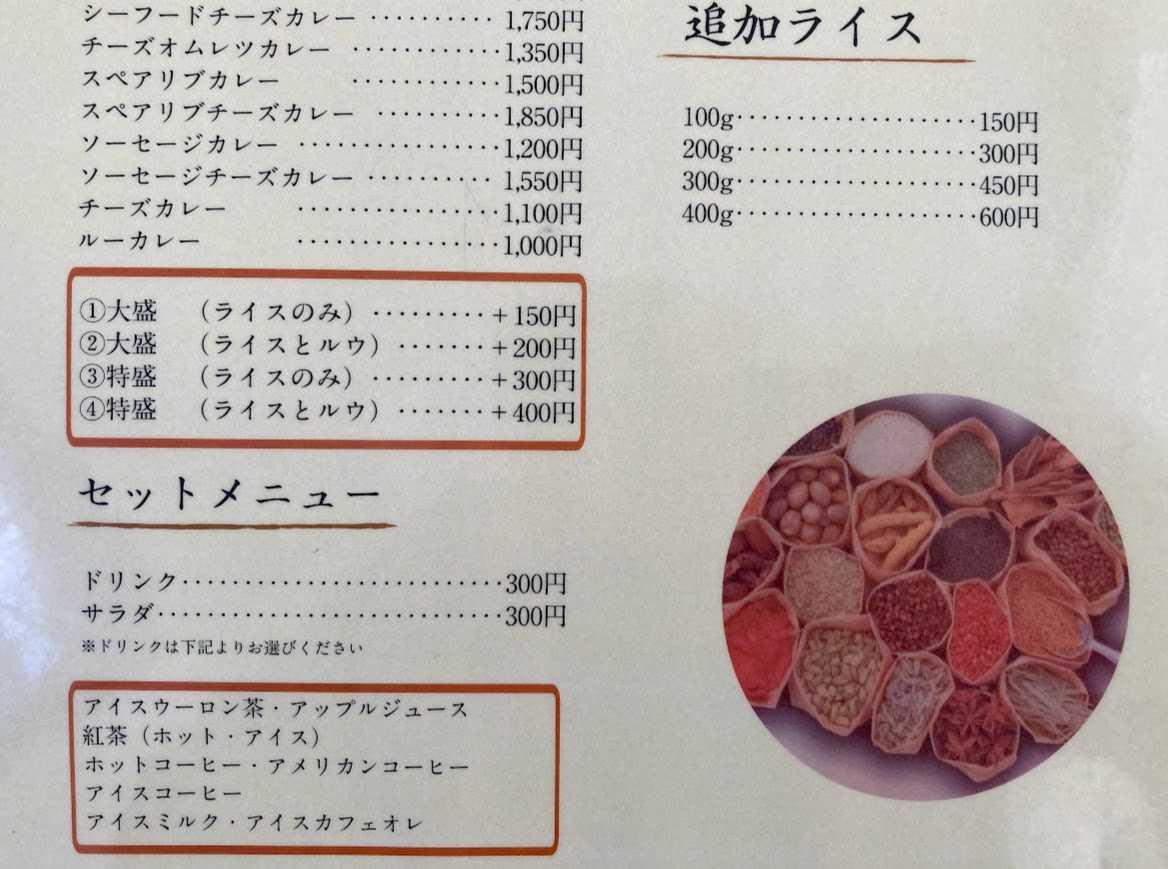 シーフードチーズカレー ・・・・・・・・・・ 1,750円
チーズオムレツカレー ・・・・・・・・・・・・ 1,350円
スペアリブカレー ・・・・・・・・・・・・ 1,500円
スペアリブチーズカレー ・・・・・・・・・・ 1,850円
ソーセージカレー ・・・・・・・・・・・・・・・・ 1,200円
ソーセージチーズカレー ・・・・・・・・・・ 1,550円
チーズカレー ・・・・・・・・・・・・・・・・ 1,100円
ルーカレー ・・・・・・・・・・・・・・・・ 1,000円
①大盛 （ライスのみ）・・・・・・・・・＋150円
②大盛 （ライスとルウ）・・・・・・・＋200円
③特盛 （ライスのみ）・・・・・・・・・＋300円
④特盛 （ライスとルウ）・・・・・・・＋400円
セットメニュー
ドリンク・・・・・・・・・・・・・・・・・・・・・・・・・・300円
サラダ・・・・・・・・・・・・・・・・・・・・・・・・・・・・300円
※ドリンクは下記よりお選びください
アイスウーロン茶・アップルジュース
紅茶（ホット・アイス）
ホットコーヒー・アメリカンコーヒー
アイスコーヒー
アイスミルク・アイスカフェオレ
追加ライス
100g・・・・・・・・・・・・・・・・・・・・150円
200g・・・・・・・・・・・・・・・・・・・・300円
300g・・・・・・・・・・・・・・・・・・・・450円
400g・・・・・・・・・・・・・・・・・・・・600円